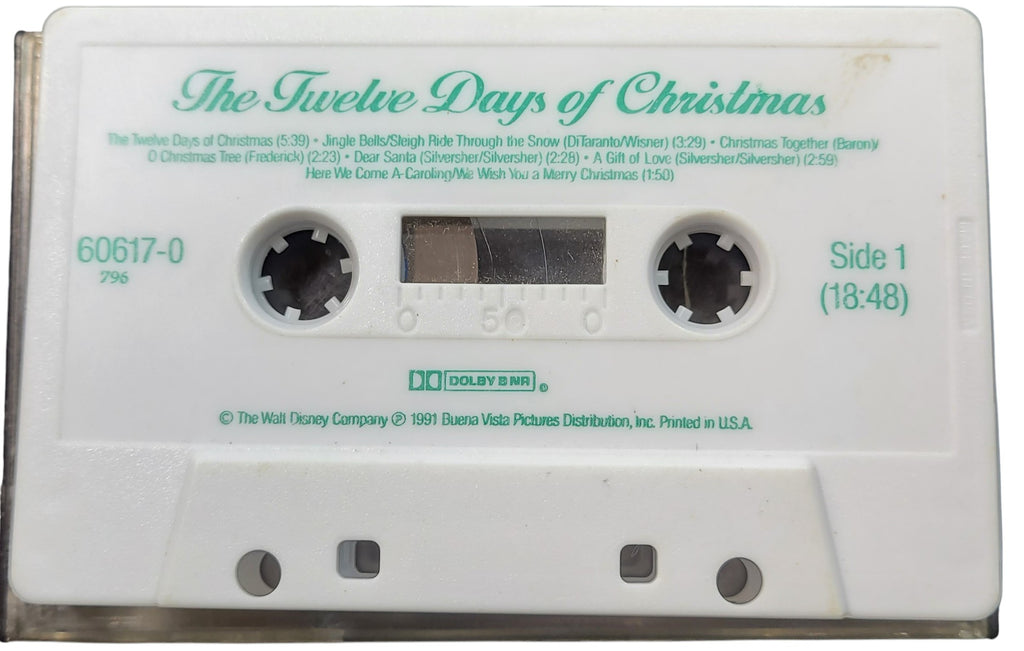 The Twelve Days of Christmas
The Twelve Days of Christmas (5:39) • Jingle Bells/Sleigh Ride Through the Snow (DiTaranto/Wisner) (3:29) • Christmas Together (Baron)/
O Christmas Tree (Frederick) (2:23) • Dear Santa (Silversher/Silversher) (2:28) • A Gift of Love (Silversher/Silversher) (2:59)
Here We Come A-Caroling/We Wish You a Merry Christmas (1:50)
60617-0
796
Side 1
(18:48)
0 50 0
DOLBY B NR
© The Walt Disney Company ℗ 1991 Buena Vista Pictures Distribution, Inc. Printed in U.S.A.